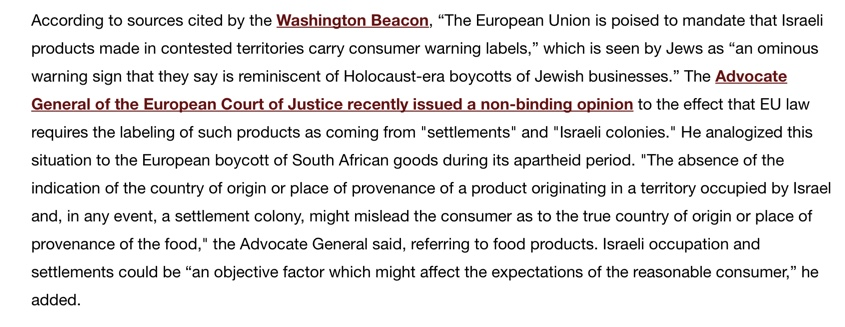 According to sources cited by the Washington Beacon, “The European Union is poised to mandate that Israeli
products made in contested territories carry consumer warning labels,” which is seen by Jews as “an ominous
warning sign that they say is reminiscent of Holocaust-era boycotts of Jewish businesses.” The Advocate
General of the European Court of Justice recently issued a non-binding opinion to the effect that EU law
requires the labeling of such products as coming from "settlements" and "Israeli colonies." He analogized this
situation to the European boycott of South African goods during its apartheid period. "The absence of the
indication of the country of origin or place of provenance of a product originating in a territory occupied by Israel
and, in any event, a settlement colony, might mislead the consumer as to the true country of origin or place of
provenance of the food," the Advocate General said, referring to food products. Israeli occupation and
settlements could be “an objective factor which might affect the expectations of the reasonable consumer,” he
added.